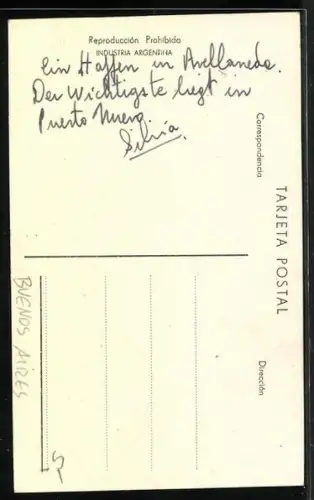 Reproducción Prohibida
INDUSTRIA ARGENTINA
Ein Haffen in Avellaneda.
Der Wichtigste liegt in
Puerto Nuevo.
Silvia.
Correspondencia
TARJETA POSTAL
Dirección
BUENOS AIRES